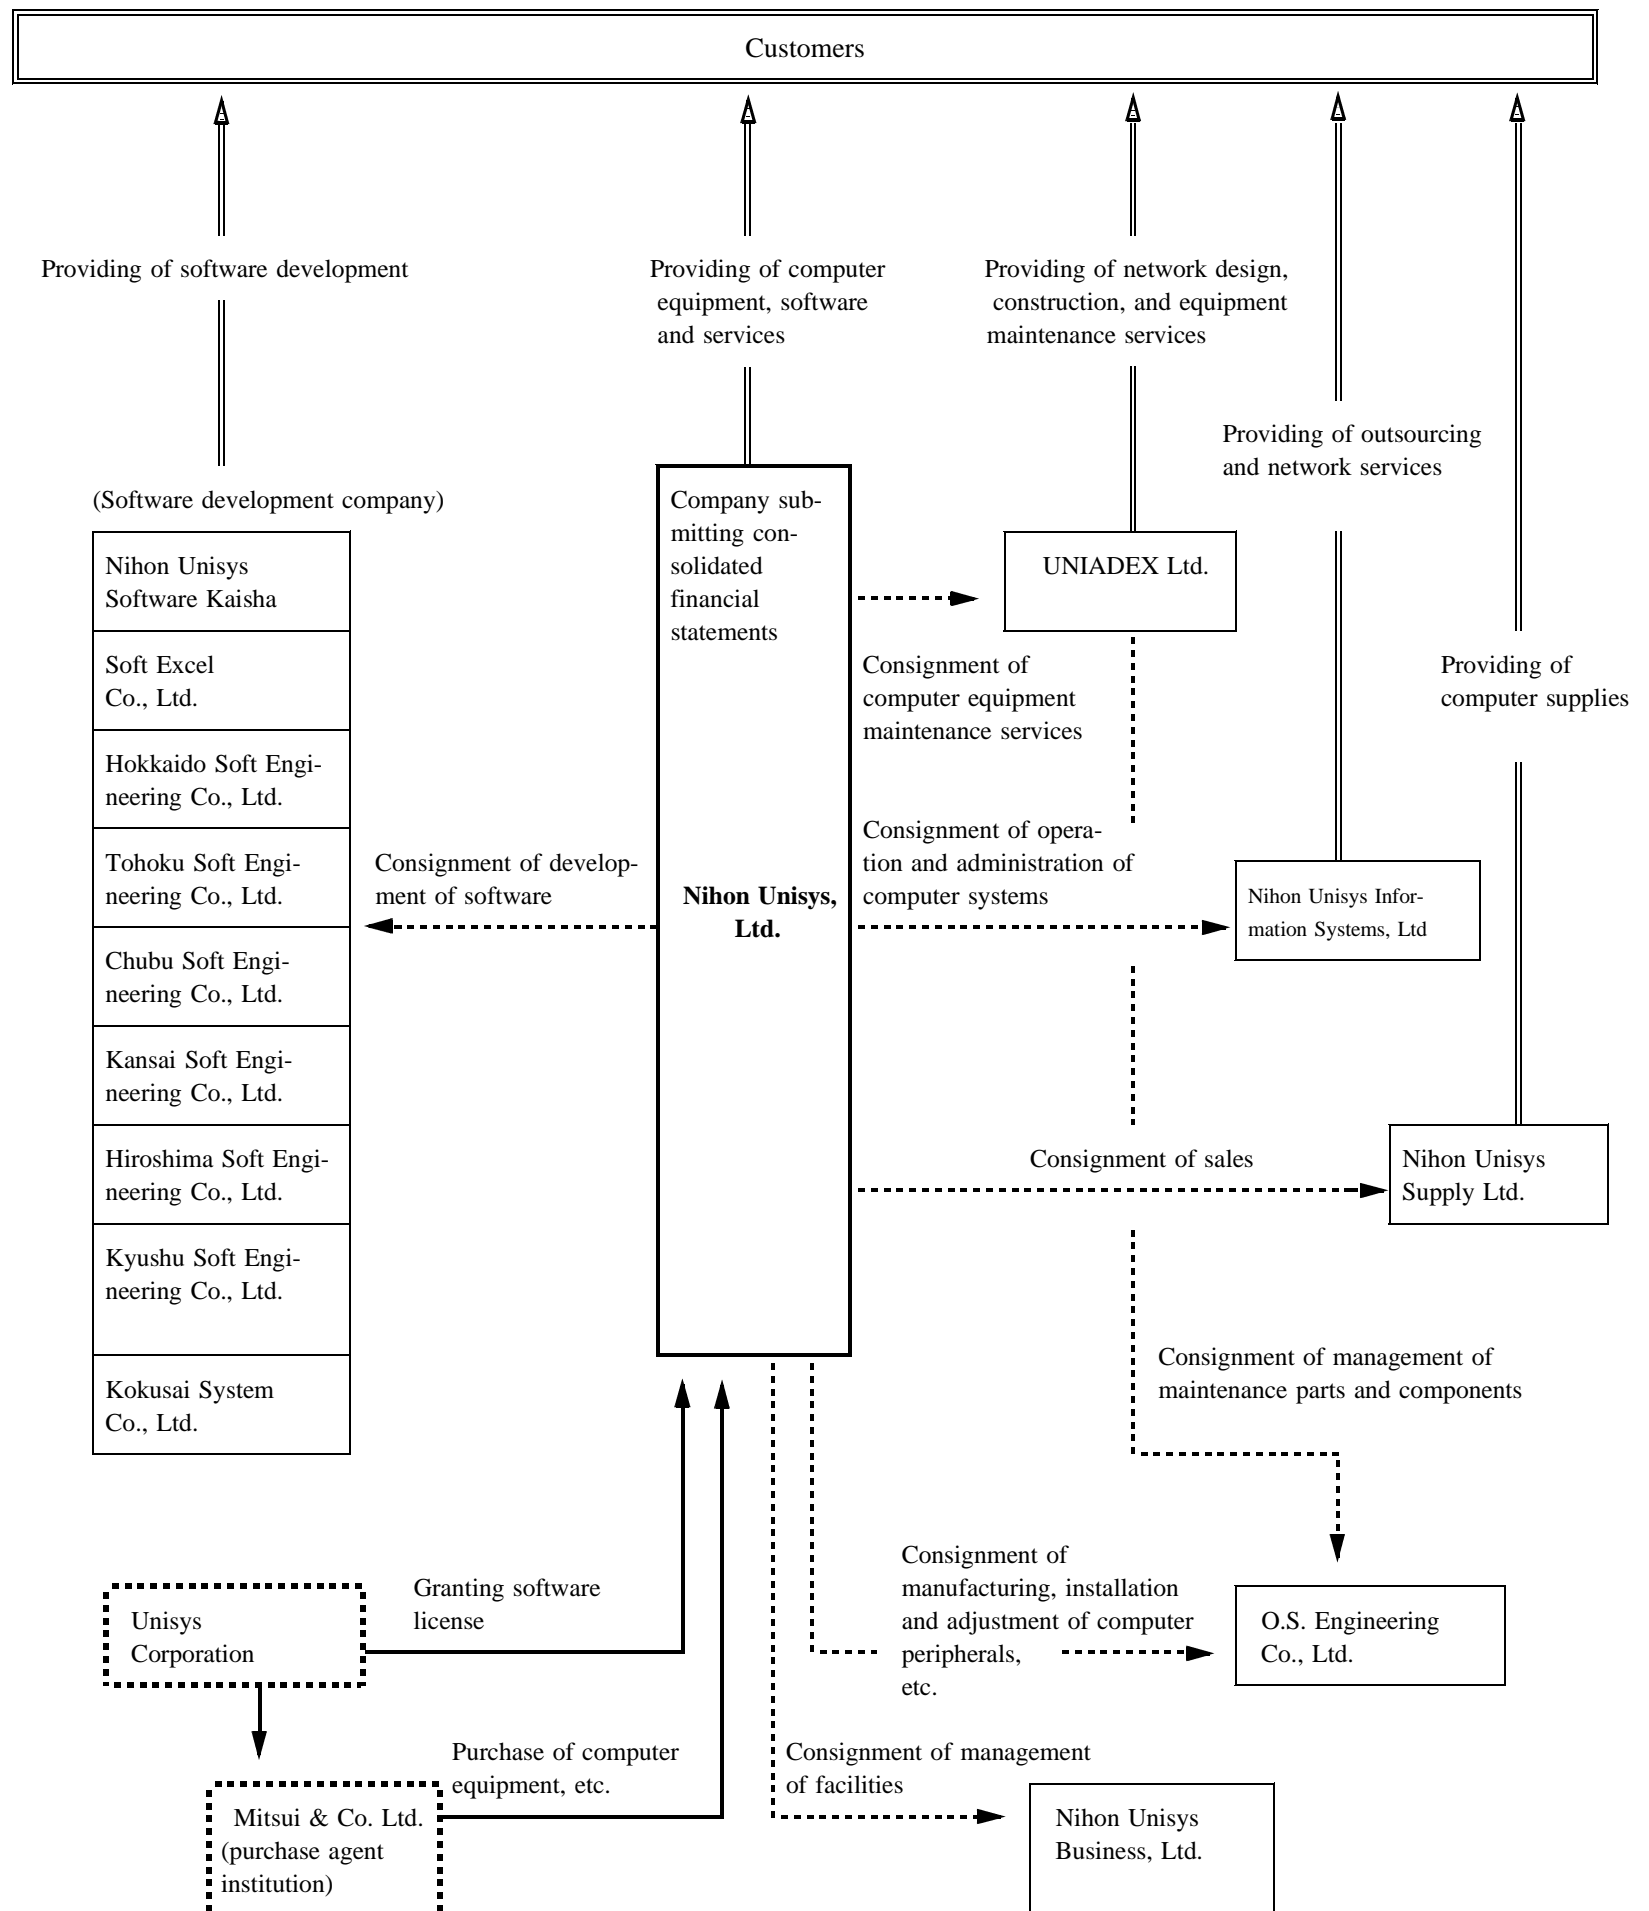 Customers
Providing of software development
Providing of computer
equipment, software
and services
Providing of network design,
construction, and equipment
maintenance services
Providing of outsourcing
and network services
Providing of
computer supplies
(Software development company)
Nihon Unisys
Software Kaisha
Soft Excel
Co., Ltd.
Hokkaido Soft Engi-
neering Co., Ltd.
Tohoku Soft Engi-
neering Co., Ltd.
Chubu Soft Engi-
neering Co., Ltd.
Kansai Soft Engi-
neering Co., Ltd.
Hiroshima Soft Engi-
neering Co., Ltd.
Kyushu Soft Engi-
neering Co., Ltd.
Kokusai System
Co., Ltd.
Consignment of develop-
ment of software
Company sub-
mitting con-
solidated
financial
statements
Nihon Unisys,
Ltd.
UNIADEX Ltd.
Consignment of
computer equipment
maintenance services
Consignment of opera-
tion and administration of
computer systems
Nihon Unisys Infor-
mation Systems, Ltd
Consignment of sales
Nihon Unisys
Supply Ltd.
Consignment of management of
maintenance parts and components
Consignment of
manufacturing, installation
and adjustment of computer
peripherals,
etc.
O.S. Engineering
Co., Ltd.
Unisys
Corporation
Granting software
license
Purchase of computer
equipment, etc.
Mitsui & Co. Ltd.
(purchase agent
institution)
Consignment of management
of facilities
Nihon Unisys
Business, Ltd.